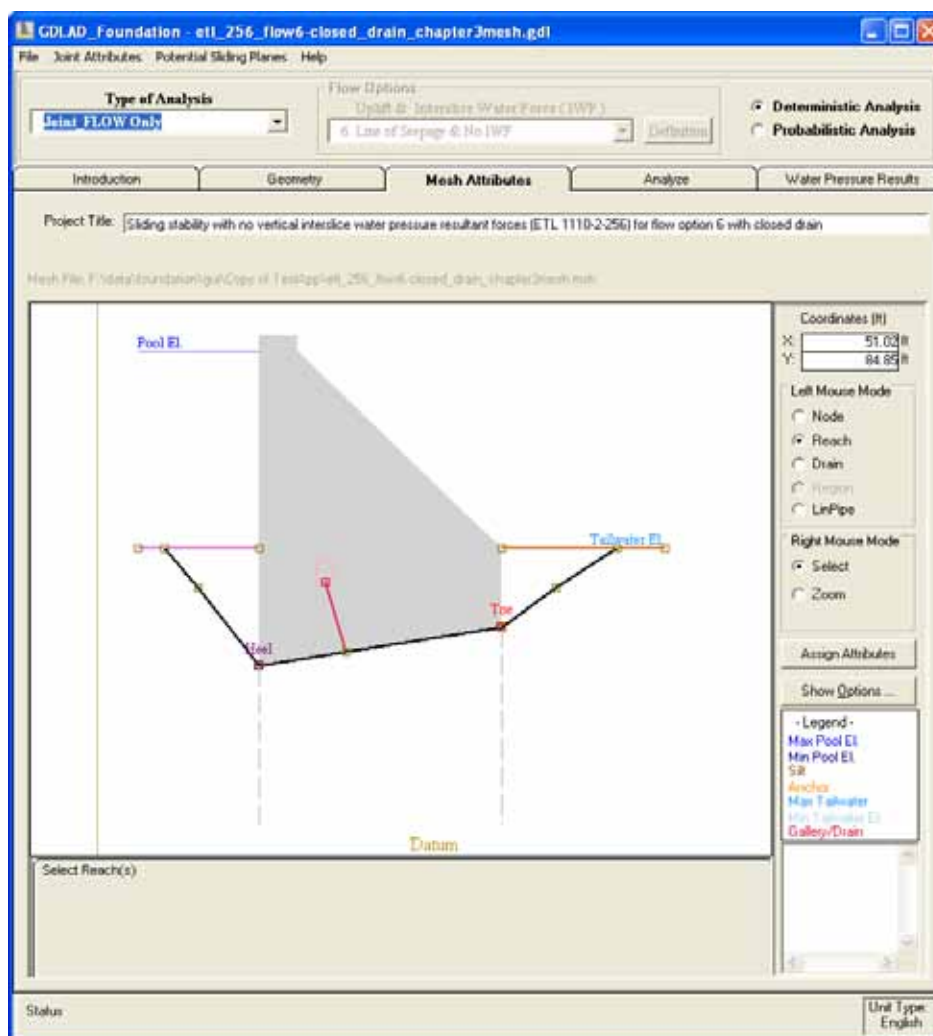 GDLAD_Foundation - etl_256_flow6-closed_drain_chapter3mesh.gdl
File Joint Attributes Potential Sliding Planes Help
Type of Analysis
Joint_FLOW Only
Flow Options
Uplift & Interslice Water Force (IWF)
6. Line of Seepage & No IWF
Definition
Deterministic Analysis
Probabilistic Analysis
Introduction Geometry Mesh Attributes Analyze Water Pressure Results
Project Title: Sliding stability with no vertical interslice water pressure resultant forces (ETL 1110-2-256) for flow option 6 with closed drain
Mesh File:
Pool El.
Tailwater El.
Heel
Toe
Datum
Coordinates (ft)
X: 51.02 ft
Y: 84.85 ft
Left Mouse Mode
Node
Reach
Drain
Region
LinPipe
Right Mouse Mode
Select
Zoom
Assign Attributes
Show Options ...
- Legend -
Max Pool El.
Min Pool El.
Silt
Anchor
Max Tailwater
Min Tailwater El.
Gallery/Drain
Select Reach(s)
Status
Unit Type:
English